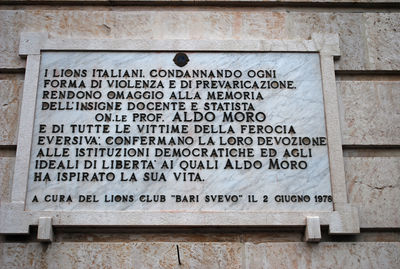 I LIONS ITALIANI, CONDANNANDO OGNI
FORMA DI VIOLENZA E DI PREVARICAZIONE,
RENDONO OMAGGIO ALLA MEMORIA
DELL'INSIGNE DOCENTE E STATISTA
ON.LE PROF. ALDO MORO
E DI TUTTE LE VITTIME DELLA FEROCIA
EVERSIVA; CONFERMANO LA LORO DEVOZIONE
ALLE ISTITUZIONI DEMOCRATICHE ED AGLI
IDEALI DI LIBERTA' AI QUALI ALDO MORO
HA ISPIRATO LA SUA VITA.
A CURA DEL LIONS CLUB "BARI SVEVO" IL 2 GIUGNO 1978